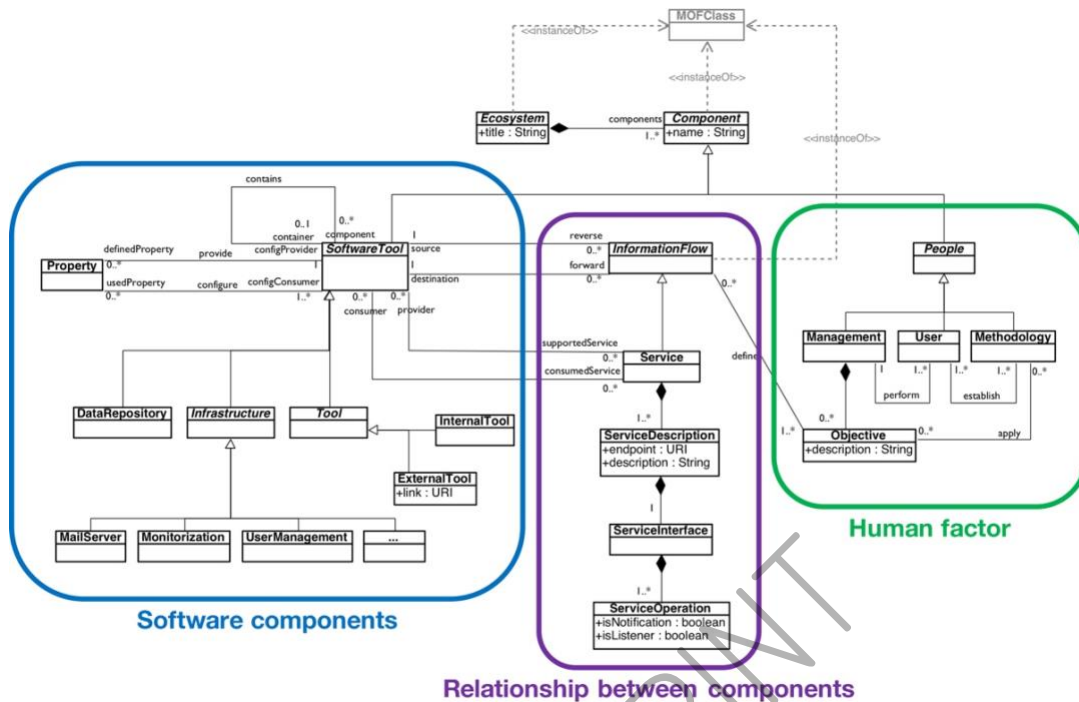 MOFClass
<<instanceOf>>
<<instanceOf>>
<<instanceOf>>
Ecosystem
+title : String
components
1..*
Component
+name : String
contains
0..1
0..*
container
component
SoftwareTool
configProvider
1
definedProperty
0..*
provide
Property
usedProperty
0..*
configure
configConsumer
1..*
1
source
reverse
0..*
1
destination
forward
0..*
InformationFlow
0..*
consumer
0..*
provider
supportedService
0..*
consumedService
0..*
Service
0..*
define
1..*
People
Management
User
Methodology
1
1..*
perform
1..*
1..*
establish
0..*
0..*
0..*
apply
Objective
+description : String
DataRepository
Infrastructure
Tool
InternalTool
ExternalTool
+link : URI
MailServer
Monitorization
UserManagement
...
1..*
ServiceDescription
+endpoint : URI
+description : String
1
ServiceInterface
1..*
ServiceOperation
+isNotification : boolean
+isListener : boolean
Software components
Relationship between components
Human factor